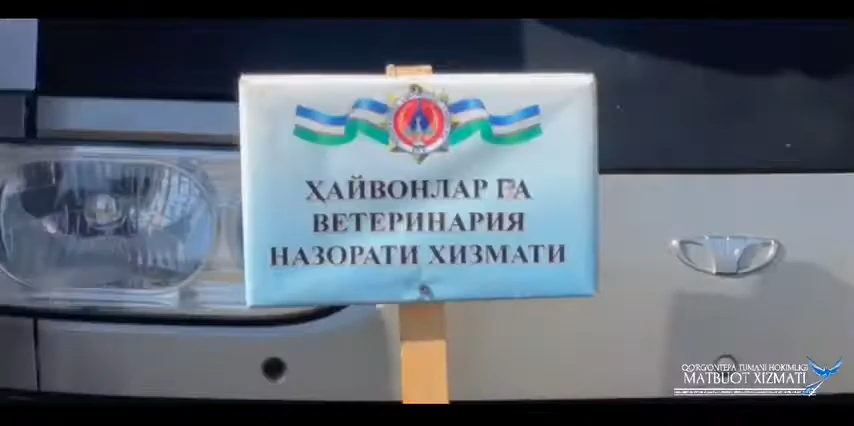 ҲАЙВОНЛАР ГА
ВЕТЕРИНАРИЯ
НАЗОРАТИ ХИЗМАТИ
QO'RG'ONTEPA TUMANI HOKIMLIGI
MATBUOT XIZMATI